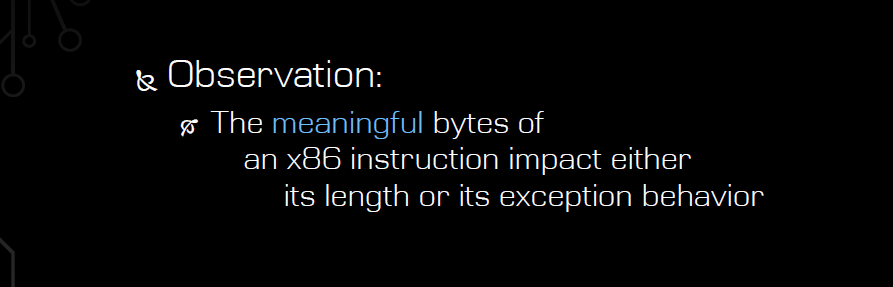 Observation:
The meaningful bytes of
an x86 instruction impact either
its length or its exception behavior